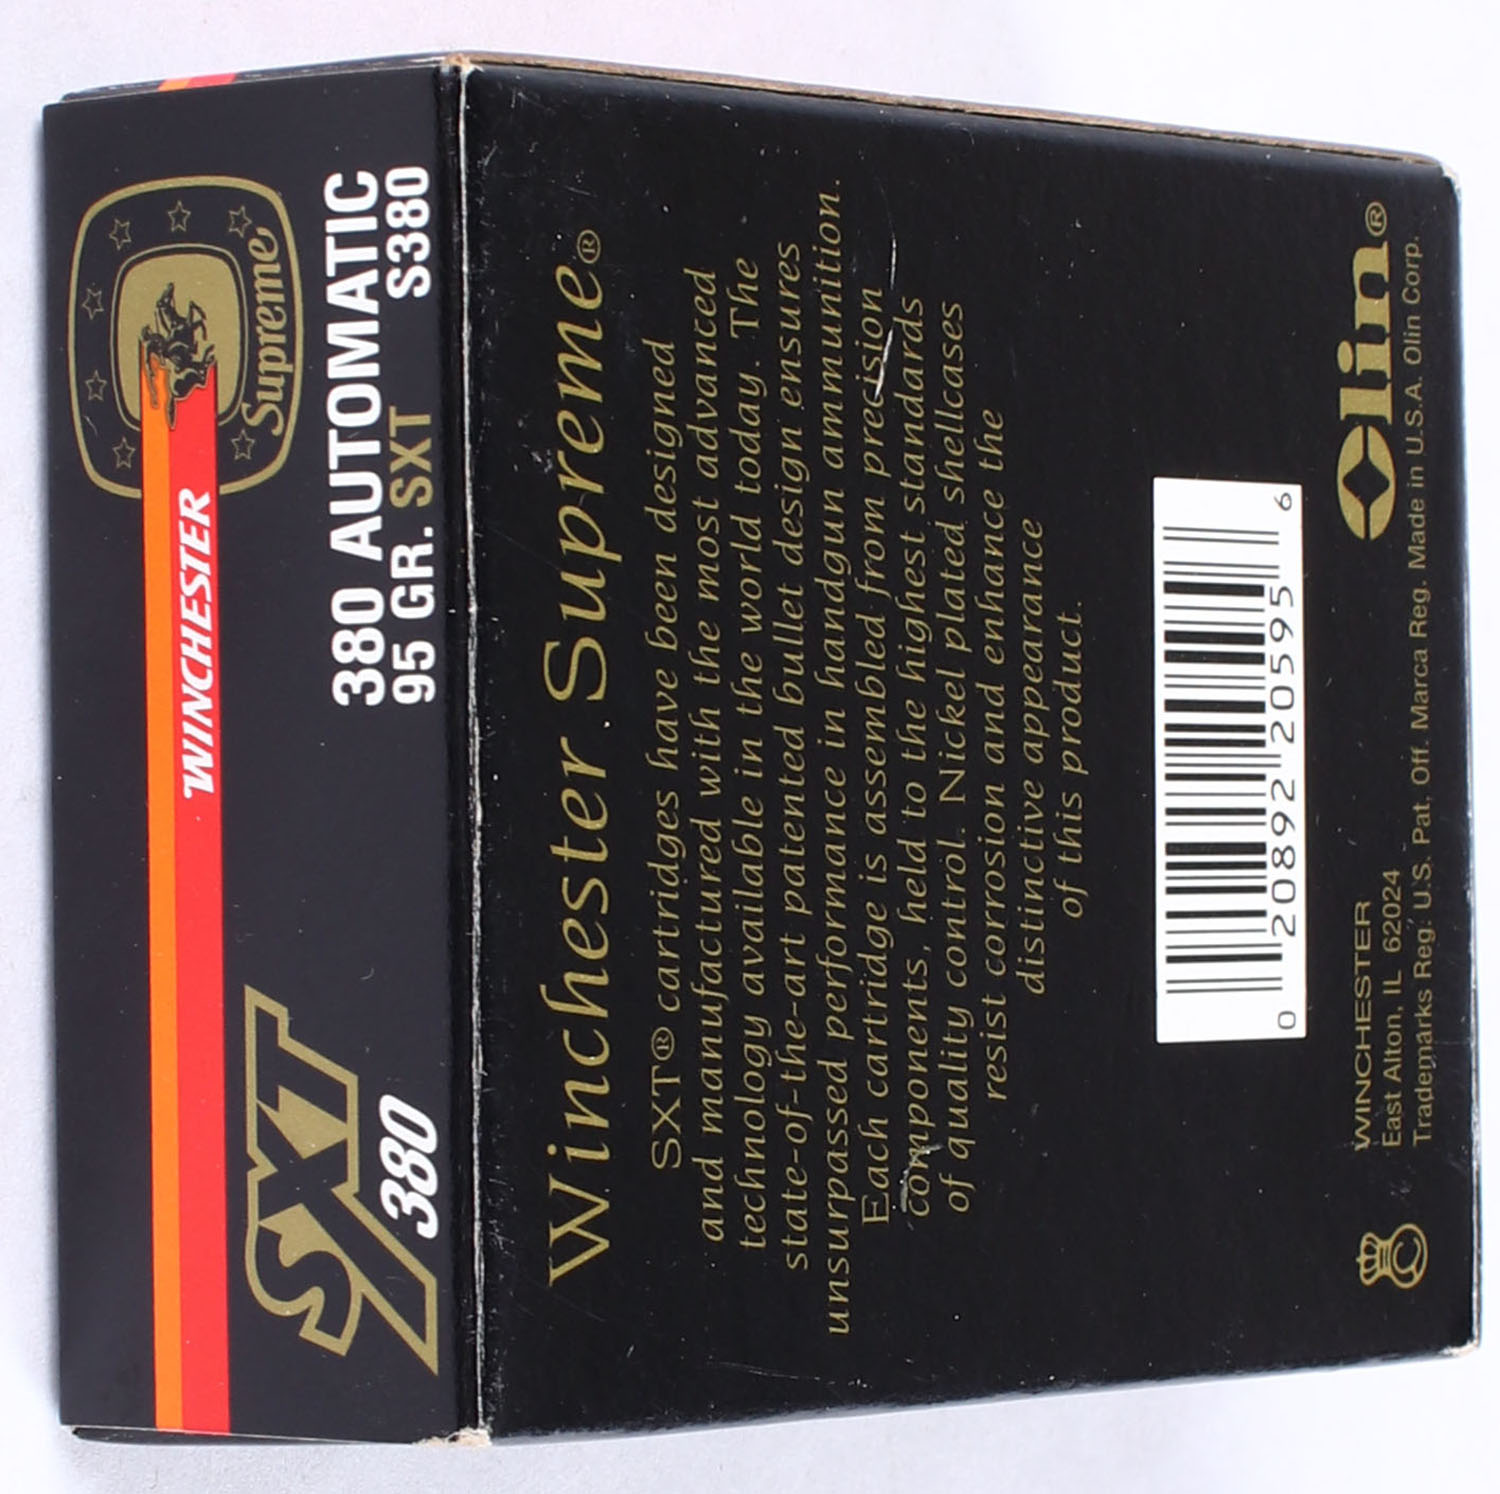 Supreme®
WINCHESTER
SXT
380
380 AUTOMATIC
95 GR. SXT S380
Winchester Supreme®
SXT® cartridges have been designed
and manufactured with the most advanced
technology available in the world today. The
state-of-the-art patented bullet design ensures
unsurpassed performance in handgun ammunition.
Each cartridge is assembled from precision
components, held to the highest standards
of quality control. Nickel plated shellcases
resist corrosion and enhance the
distinctive appearance
of this product.
0 20892 20595 6
C
WINCHESTER
East Alton, IL 62024
Olin®
Trademarks Reg. U.S. Pat. Off. Marca Reg. Made in U.S.A. Olin Corp.